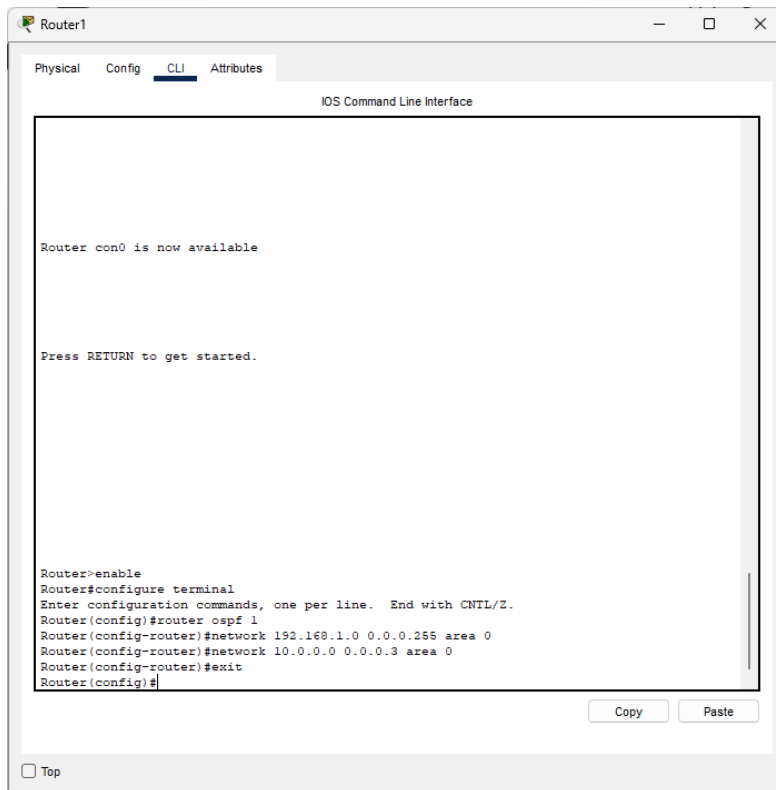 Router1
Physical Config CLI Attributes
IOS Command Line Interface
Router con0 is now available
Press RETURN to get started.
Router>enable
Router#configure terminal
Enter configuration commands, one per line.  End with CNTL/Z.
Router(config)#router ospf 1
Router(config-router)#network 192.168.1.0 0.0.0.255 area 0
Router(config-router)#network 10.0.0.0 0.0.0.3 area 0
Router(config-router)#exit
Router(config)#
Copy Paste
Top